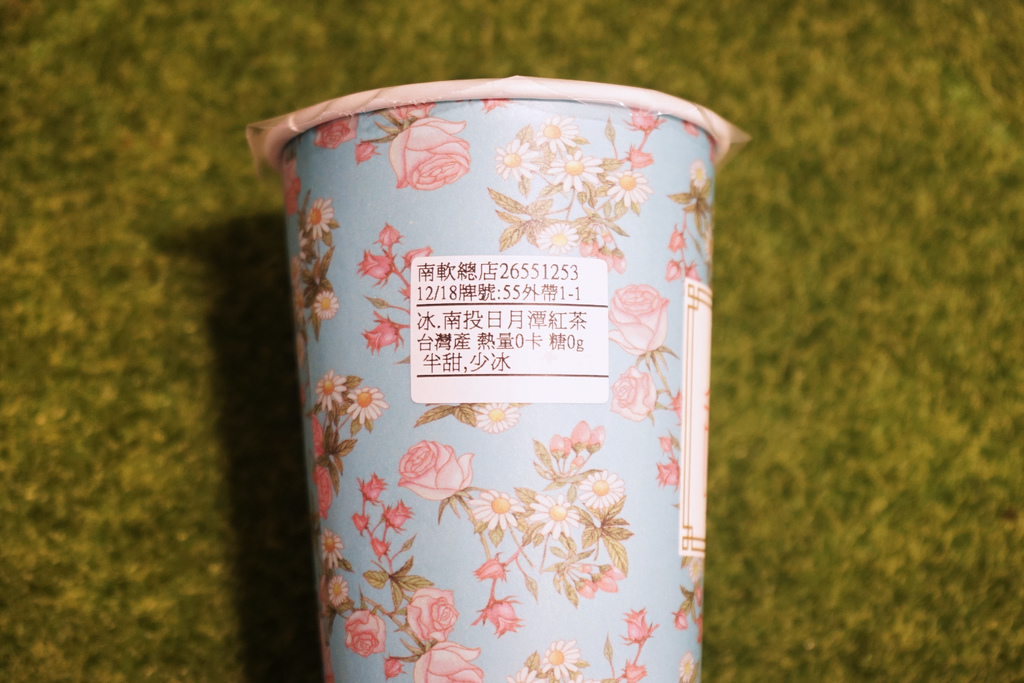 南軟總店26551253
12/18牌號:55外帶1-1
冰.南投日月潭紅茶
台灣產 熱量0卡 糖0g
半甜,少冰